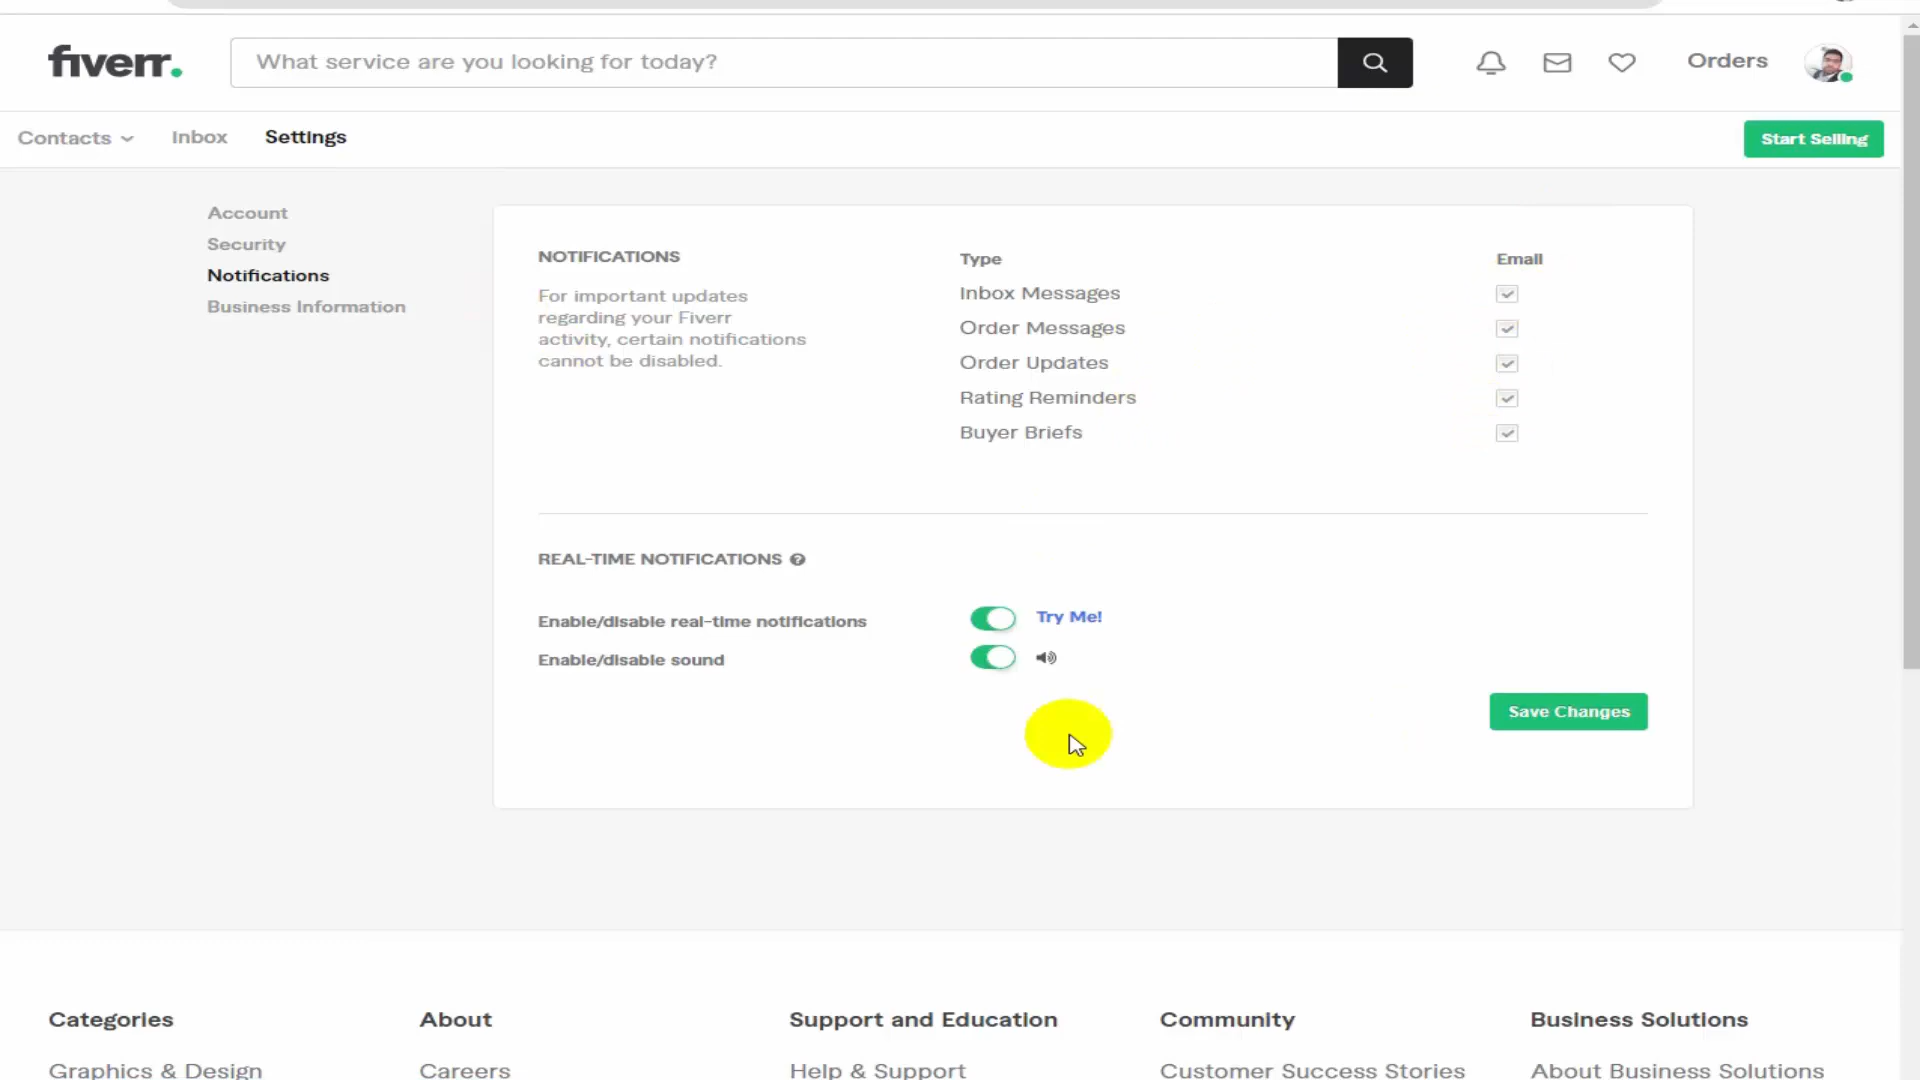 fiverr.
What service are you looking for today?
Orders
Contacts
Inbox
Settings
Start Selling
Account
Security
Notifications
Business Information
NOTIFICATIONS
For important updates
regarding your Fiverr
activity, certain notifications
cannot be disabled.
Type
Email
Inbox Messages
Order Messages
Order Updates
Rating Reminders
Buyer Briefs
REAL-TIME NOTIFICATIONS ?
Enable/disable real-time notifications
Try Me!
Enable/disable sound
Save Changes
Categories
About
Support and Education
Community
Business Solutions
Graphics & Design
Careers
Help & Support
Customer Success Stories
About Business Solutions